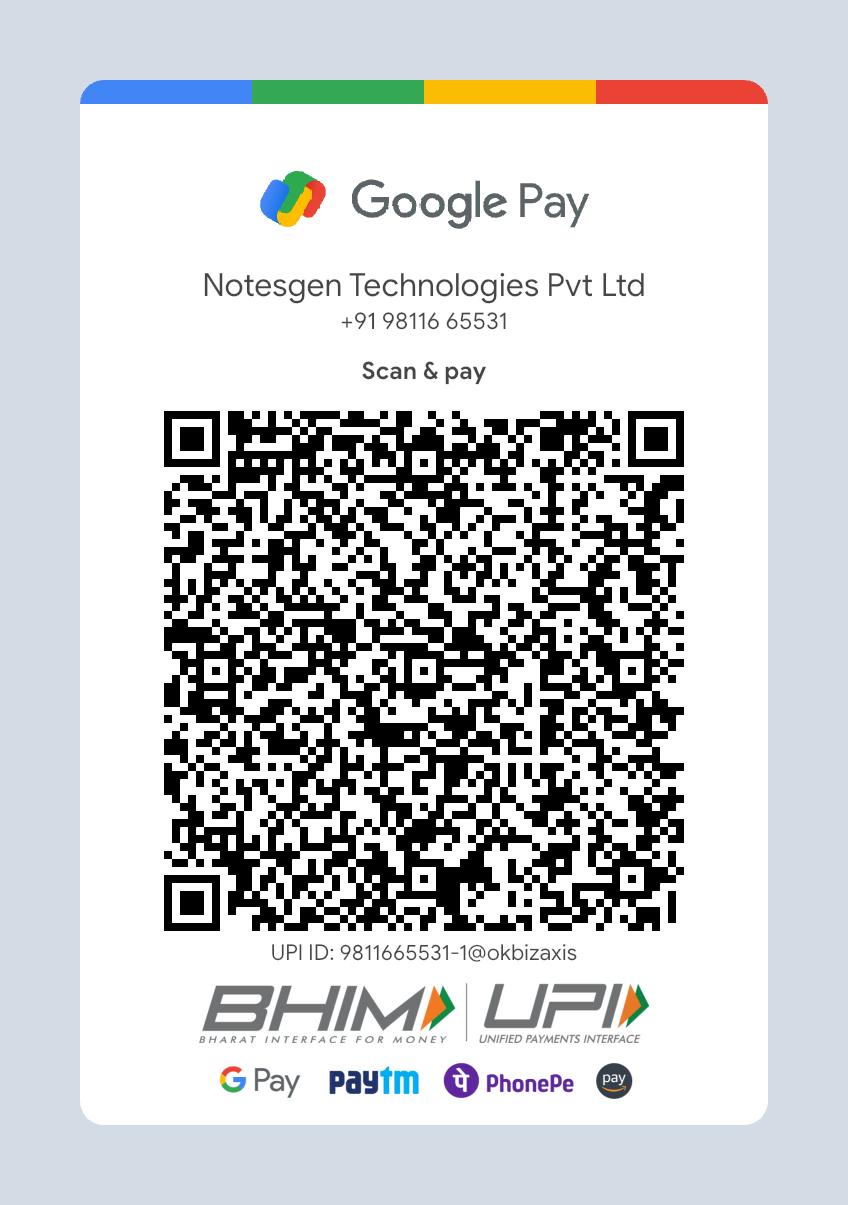 Google Pay
Notesgen Technologies Pvt Ltd
+91 98116 65531
Scan & pay
UPI ID: 9811665531-1@okbizaxis
BHIM UPI
BHARAT INTERFACE FOR MONEY UNIFIED PAYMENTS INTERFACE
G Pay paytm पे PhonePe pay